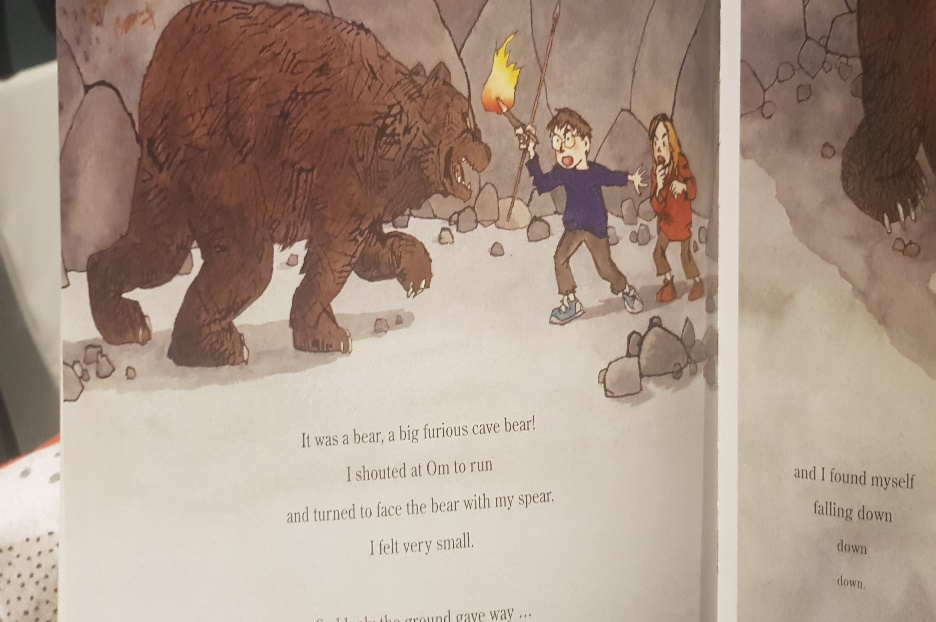 It was a bear, a big furious cave bear!
I shouted at Om to run
and turned to face the bear with my spear.
I felt very small.
the ground gave way ...
and I found myself
falling down
down
down.